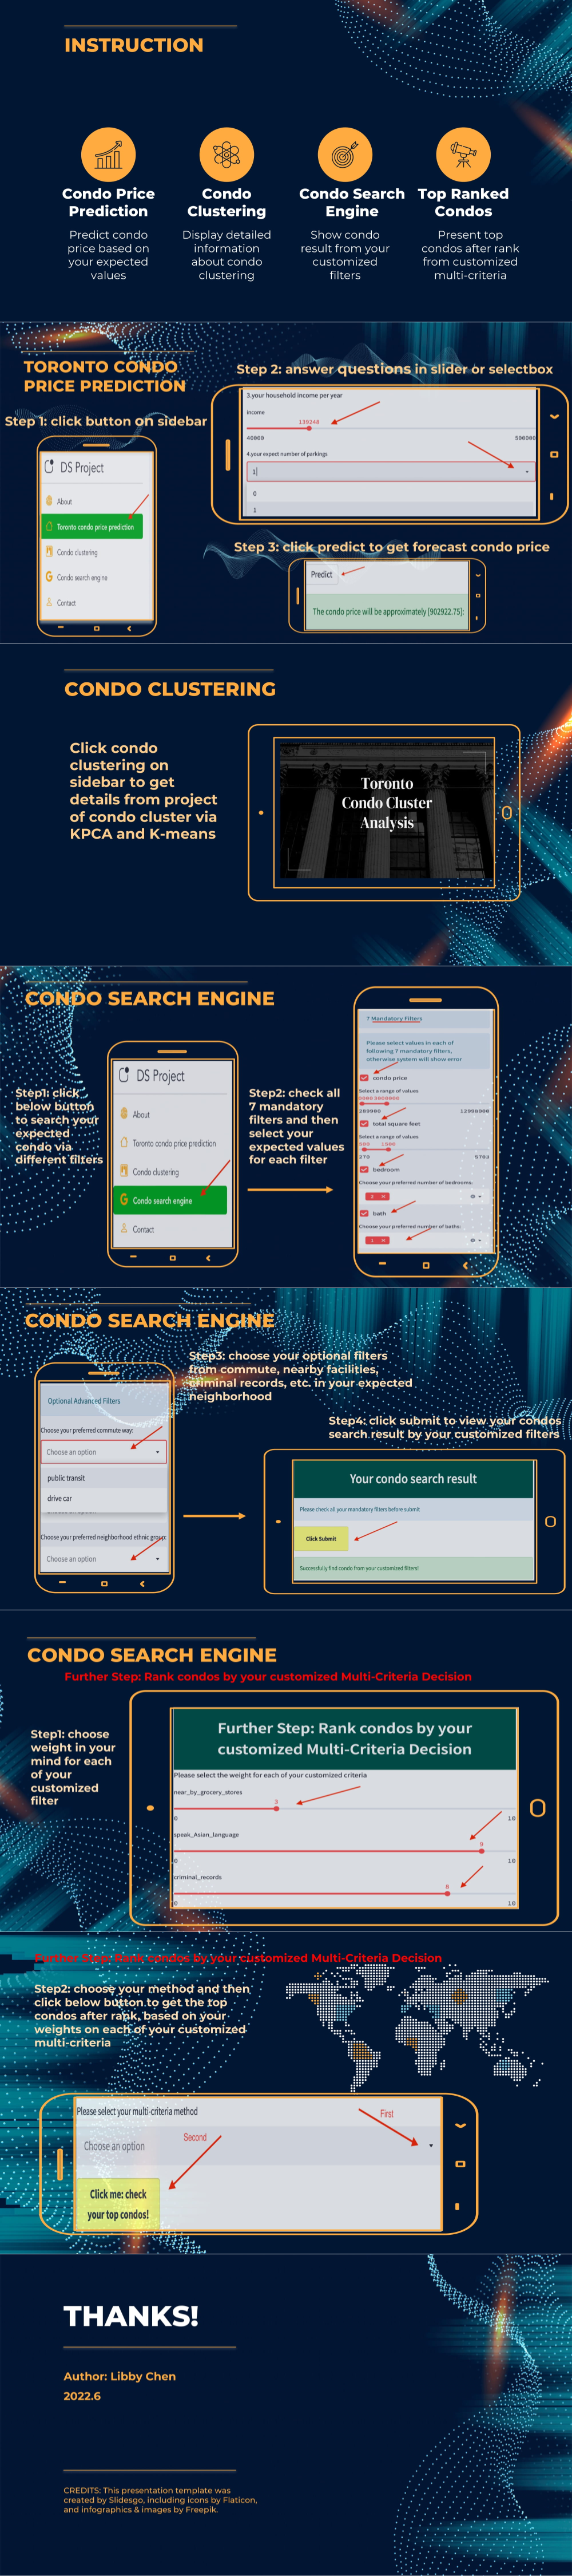 INSTRUCTION
Condo Price
Prediction
Predict condo
price based on
your expected
values
Condo
Clustering
Display detailed
information
about condo
clustering
Condo Search
Engine
Show condo
result from your
customized
filters
Top Ranked
Condos
Present top
condos after rank
from customized
multi-criteria
TORONTO CONDO
PRICE PREDICTION
Step 1: click button on sidebar
DS Project
About
Toronto condo price prediction
Condo clustering
Condo search engine
Contact
Step 2: answer questions in slider or selectbox
3.your household income per year
income
139248
40000
500000
4.your expect number of parkings
1
0
1
Step 3: click predict to get forecast condo price
Predict
The condo price will be approximately [902922.75]:
CONDO CLUSTERING
Click condo
clustering on
sidebar to get
details from project
of condo cluster via
KPCA and K-means
Toronto
Condo Cluster
Analysis
CONDO SEARCH ENGINE
Step1: click
below button
to search your
expected
condo via
different filters
DS Project
About
Toronto condo price prediction
Condo clustering
Condo search engine
Contact
Step2: check all
7 mandatory
filters and then
select your
expected values
for each filter
7 Mandatory Filters
Please select values in each of
following 7 mandatory filters,
otherwise system will show error
condo price
Select a range of values
289900
12996000
total square feet
Select a range of values
500 1500
270
bedroom
Choose your preferred number of bedrooms:
2
bath
Choose your preferred number of baths:
1
CONDO SEARCH ENGINE
Step3: choose your optional filters
from commute, nearby facilities,
criminal records, etc. in your expected
neighborhood
Optional Advanced Filters
Choose your preferred commute way:
Choose an option
public transit
drive car
Choose your preferred neighborhood ethnic group:
Choose an option
Step4: click submit to view your condos
search result by your customized filters
Your condo search result
Please check all your mandatory filters before submit
Click Submit
Successfully find condo from your customized filters!
CONDO SEARCH ENGINE
Further Step: Rank condos by your customized Multi-Criteria Decision
Step1: choose
weight in your
mind for each
of your
customized
filter
Further Step: Rank condos by your
customized Multi-Criteria Decision
Please select the weight for each of your customized criteria
near_by_grocery_stores
3
0
10
speak_Asian_language
9
0
10
criminal_records
8
0
10
Further Step: Rank condos by your customized Multi-Criteria Decision
Step2: choose your method and then
click below button to get the top
condos after rank, based on your
weights on each of your customized
multi-criteria
Please select your multi-criteria method
First
Choose an option
Second
Click me: check
your top condos!
THANKS!
Author: Libby Chen
2022.6
CREDITS: This presentation template was
created by Slidesgo, including icons by Flaticon,
and infographics & images by Freepik.